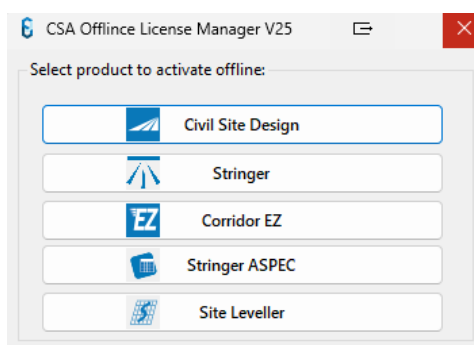 CSA Offlince License Manager V25
Select product to activate offline:
Civil Site Design
Stringer
EZ Corridor EZ
Stringer ASPEC
Site Leveller